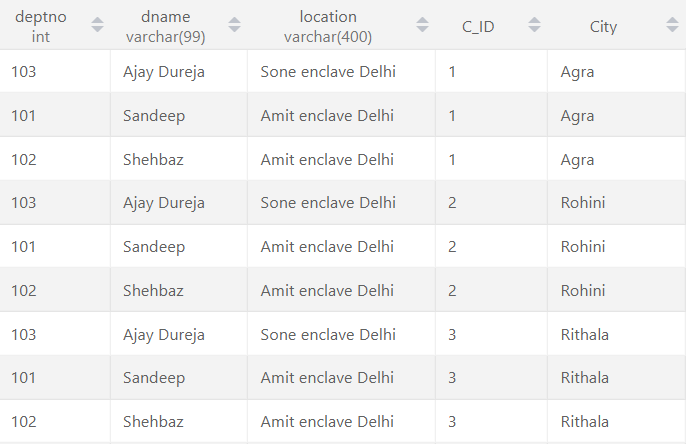 deptno dname location C_ID City
int varchar(99) varchar(400)
103 Ajay Dureja Sone enclave Delhi 1 Agra
101 Sandeep Amit enclave Delhi 1 Agra
102 Shehbaz Amit enclave Delhi 1 Agra
103 Ajay Dureja Sone enclave Delhi 2 Rohini
101 Sandeep Amit enclave Delhi 2 Rohini
102 Shehbaz Amit enclave Delhi 2 Rohini
103 Ajay Dureja Sone enclave Delhi 3 Rithala
101 Sandeep Amit enclave Delhi 3 Rithala
102 Shehbaz Amit enclave Delhi 3 Rithala